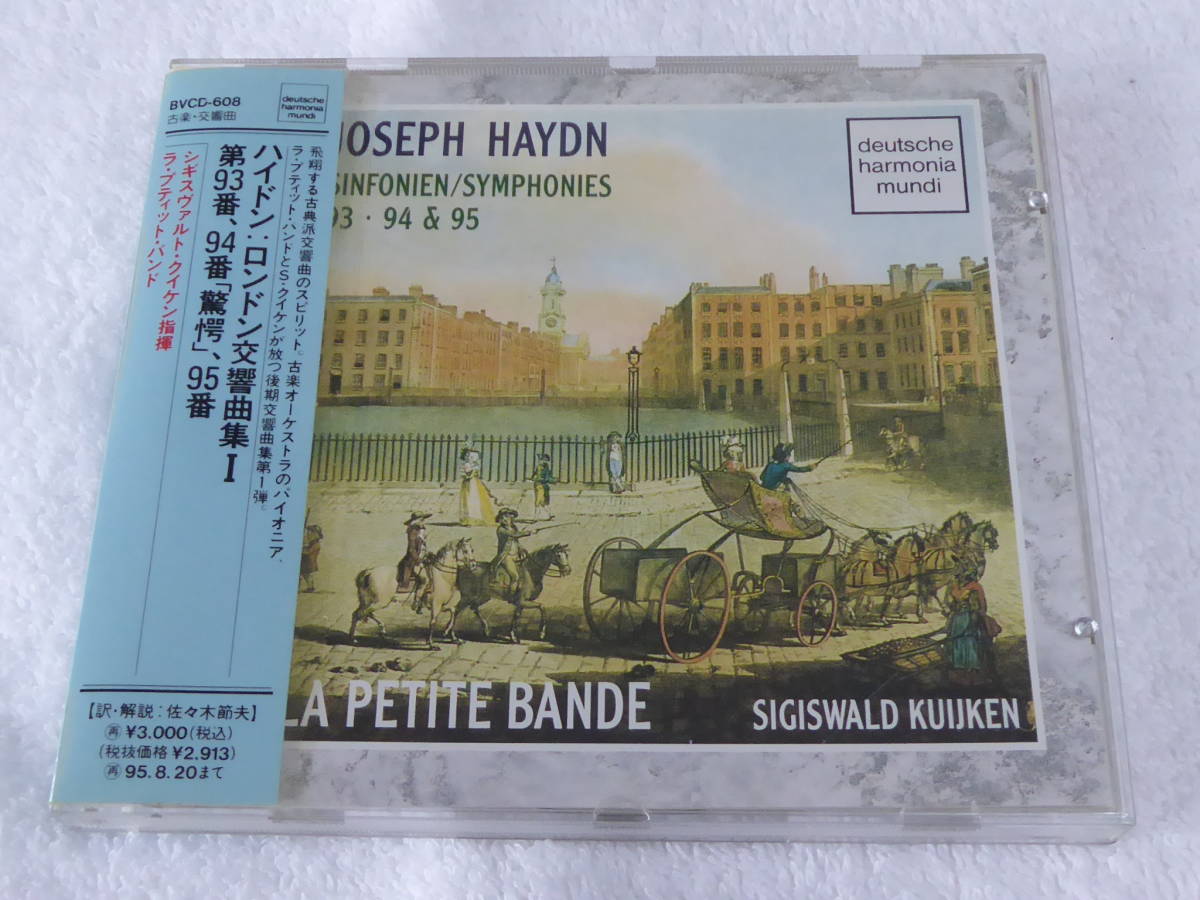 BVCD-608
古楽・交響曲
deutsche
harmonia
mundi
飛翔する古典派交響曲のスピリット。古楽オーケストラのパイオニア、
ラ・プティット・バンドとS・クイケンが放つ後期交響曲集第1弾。
ハイドン:ロンドン交響曲集I
第93番、94番「驚愕」、95番
シギスヴァルト・クイケン指揮
ラ・プティット・バンド
【訳・解説:佐々木節夫】
再¥3.000(税込)
(税抜価格¥2.913)
再95.8.20まで
JOSEPH HAYDN
SINFONIEN/SYMPHONIES
93・94 & 95
deutsche
harmonia
mundi
LA PETITE BANDE
SIGISWALD KUIJKEN